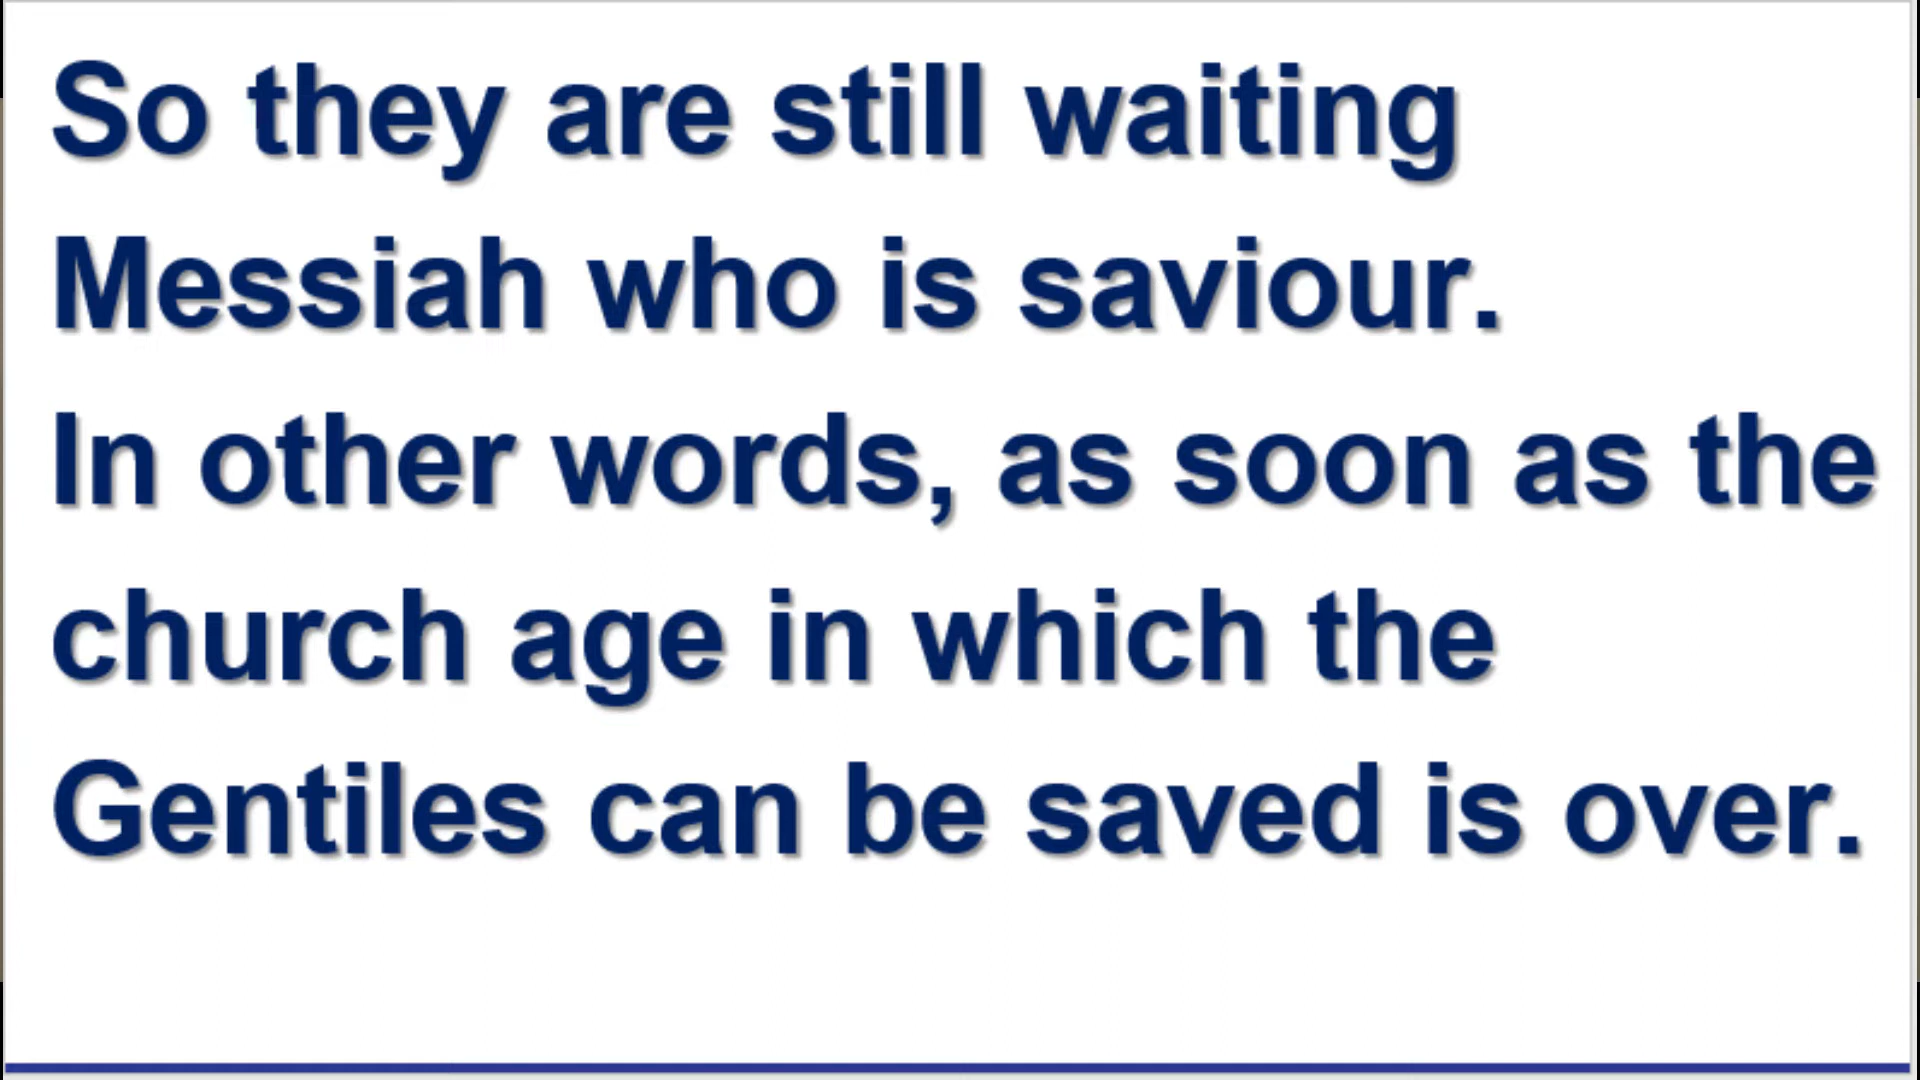 So they are still waiting
Messiah who is saviour.
In other words, as soon as the
church age in which the
Gentiles can be saved is over.